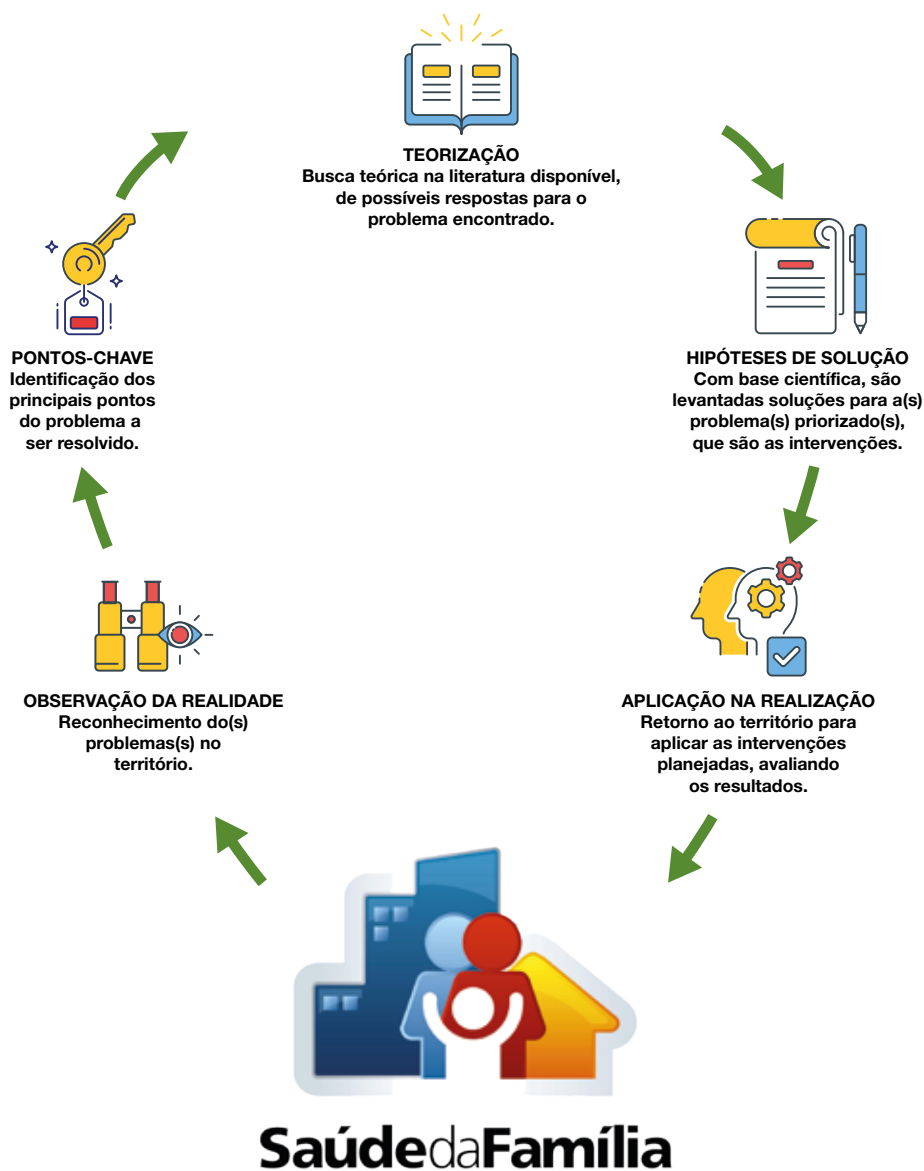 TEORIZAÇÃO
Busca teórica na literatura disponível,
de possíveis respostas para o
problema encontrado.
PONTOS-CHAVE
Identificação dos
principais pontos
do problema a
ser resolvido.
HIPÓTESES DE SOLUÇÃO
Com base científica, são
levantadas soluções para a(s)
problema(s) priorizado(s),
que são as intervenções.
OBSERVAÇÃO DA REALIDADE
Reconhecimento do(s)
problemas(s) no
território.
APLICAÇÃO NA REALIZAÇÃO
Retorno ao território para
aplicar as intervenções
planejadas, avaliando
os resultados.
SaúdedaFamília